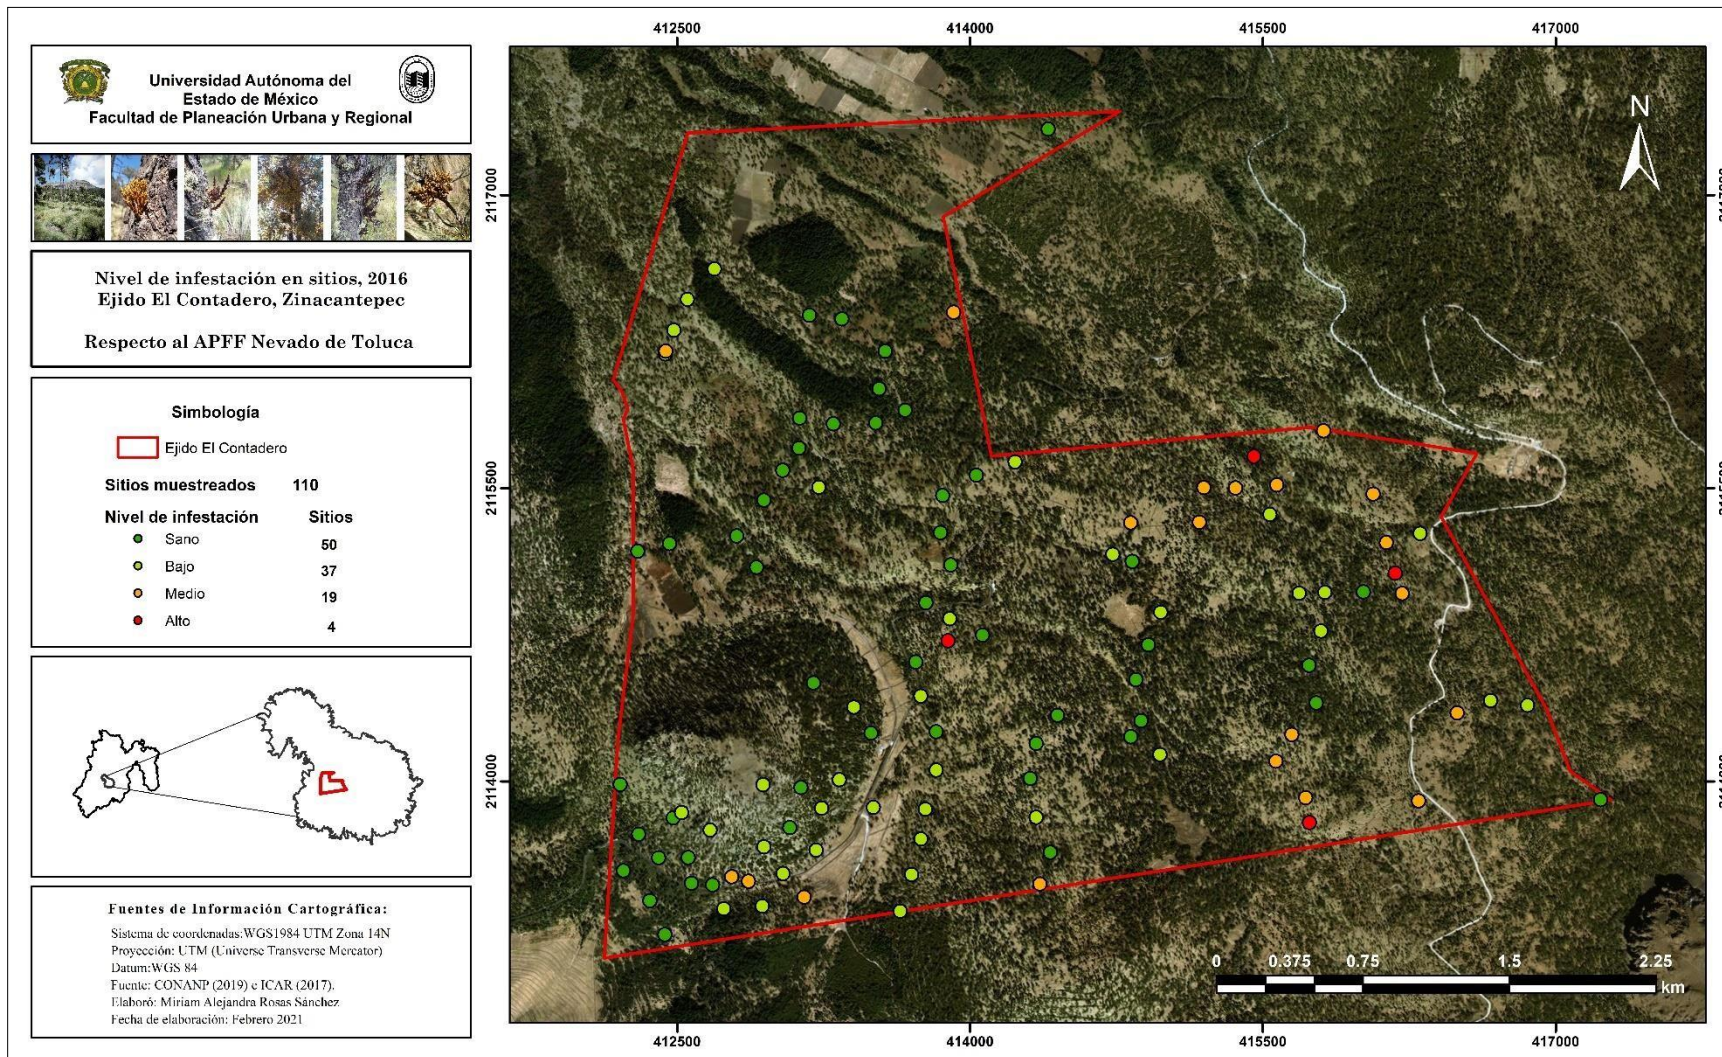 Universidad Autónoma del
Estado de México
Facultad de Planeación Urbana y Regional
Nivel de infestación en sitios, 2016
Ejido El Contadero, Zinacantepec
Respecto al APFF Nevado de Toluca
Simbología
Ejido El Contadero
Sitios muestreados 110
Nivel de infestación Sitios
Sano 50
Bajo 37
Medio 19
Alto 4
Fuentes de Información Cartográfica:
Sistema de coordenadas:WGS1984 UTM Zona 14N
Proyección: UTM (Universe Transverse Mercator)
Datum:WGS 84
Fuente: CONANP (2019) e ICAR (2017).
Elaboró: Miriam Alejandra Rosas Sánchez
Fecha de elaboración: Febrero 2021
412500 414000 415500 417000
2117000
2115500
2114000
N
2117000
2115500
2114000
0 0.375 0.75 1.5 2.25
km
412500 414000 415500 417000